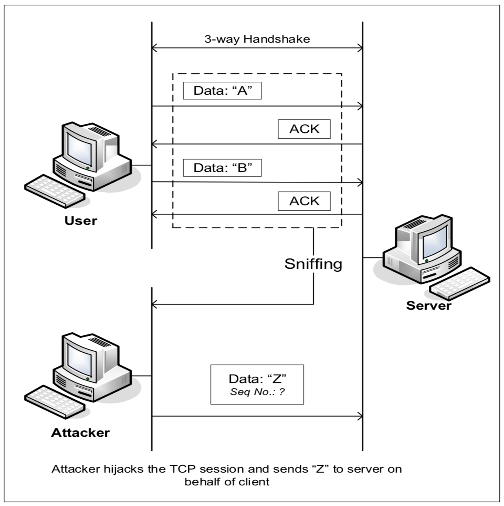 3-way Handshake
Data: “A”
ACK
Data: “B”
ACK
User
Sniffing
Server
Data: “Z”
Seq No.: ?
Attacker
Attacker hijacks the TCP session and sends “Z” to server on
behalf of client